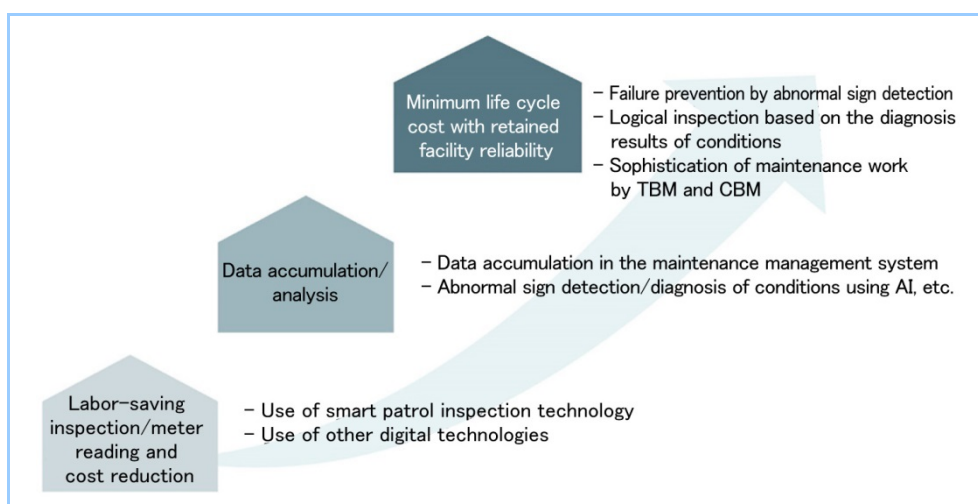 Minimum life cycle
cost with retained
facility reliability
- Failure prevention by abnormal sign detection
- Logical inspection based on the diagnosis
results of conditions
- Sophistication of maintenance work
by TBM and CBM
Data accumulation/
analysis
- Data accumulation in the maintenance management system
- Abnormal sign detection/diagnosis of conditions using AI, etc.
Labor-saving
inspection/meter
reading and
cost reduction
- Use of smart patrol inspection technology
- Use of other digital technologies